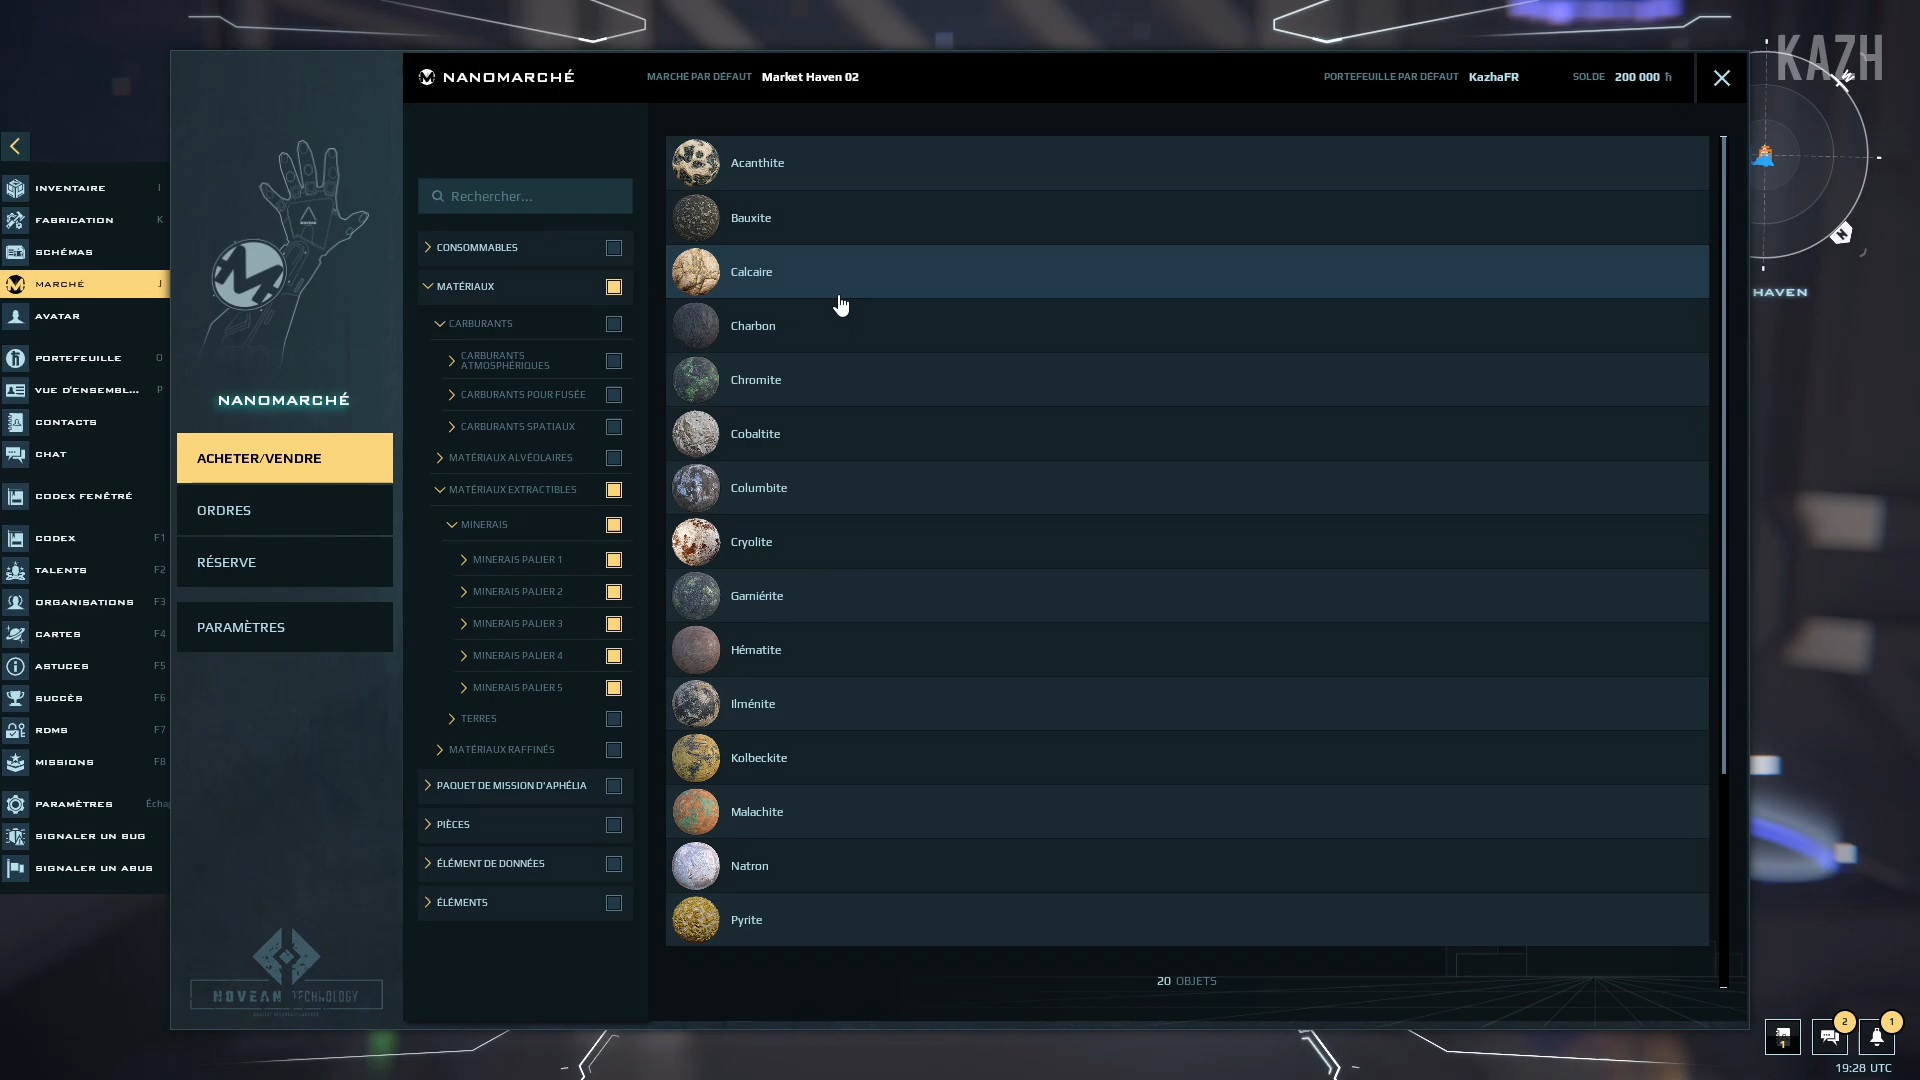 KAZH
NANOMARCHÉ
MARCHÉ PAR DÉFAUT Market Haven 02
PORTEFEUILLE PAR DÉFAUT KazhaFR
SOLDE 200 000 ħ
INVENTAIRE I
FABRICATION K
SCHÉMAS
MARCHÉ J
AVATAR
PORTEFEUILLE O
VUE D'ENSEMBL... P
CONTACTS
CHAT
CODEX FENÊTRÉ
CODEX F1
TALENTS F2
ORGANISATIONS F3
CARTES F4
ASTUCES F5
SUCCÈS F6
RDMS F7
MISSIONS F8
PARAMÈTRES Écha
SIGNALER UN BUG
SIGNALER UN ABUS
NANOMARCHÉ
ACHETER/VENDRE
ORDRES
RÉSERVE
PARAMÈTRES
NOVEAN TECHNOLOGY
Rechercher...
CONSOMMABLES
MATÉRIAUX
CARBURANTS
CARBURANTS
ATMOSPHÉRIQUES
CARBURANTS POUR FUSÉE
CARBURANTS SPATIAUX
MATÉRIAUX ALVÉOLAIRES
MATÉRIAUX EXTRACTIBLES
MINERAIS
MINERAIS PALIER 1
MINERAIS PALIER 2
MINERAIS PALIER 3
MINERAIS PALIER 4
MINERAIS PALIER 5
TERRES
MATÉRIAUX RAFFINÉS
PAQUET DE MISSION D'APHÉLIA
PIÈCES
ÉLÉMENT DE DONNÉES
ÉLÉMENTS
Acanthite
Bauxite
Calcaire
Charbon
Chromite
Cobaltite
Columbite
Cryolite
Garniérite
Hématite
Ilménite
Kolbeckite
Malachite
Natron
Pyrite
20 OBJETS
W
N
HAVEN
1
2
1
19:28 UTC